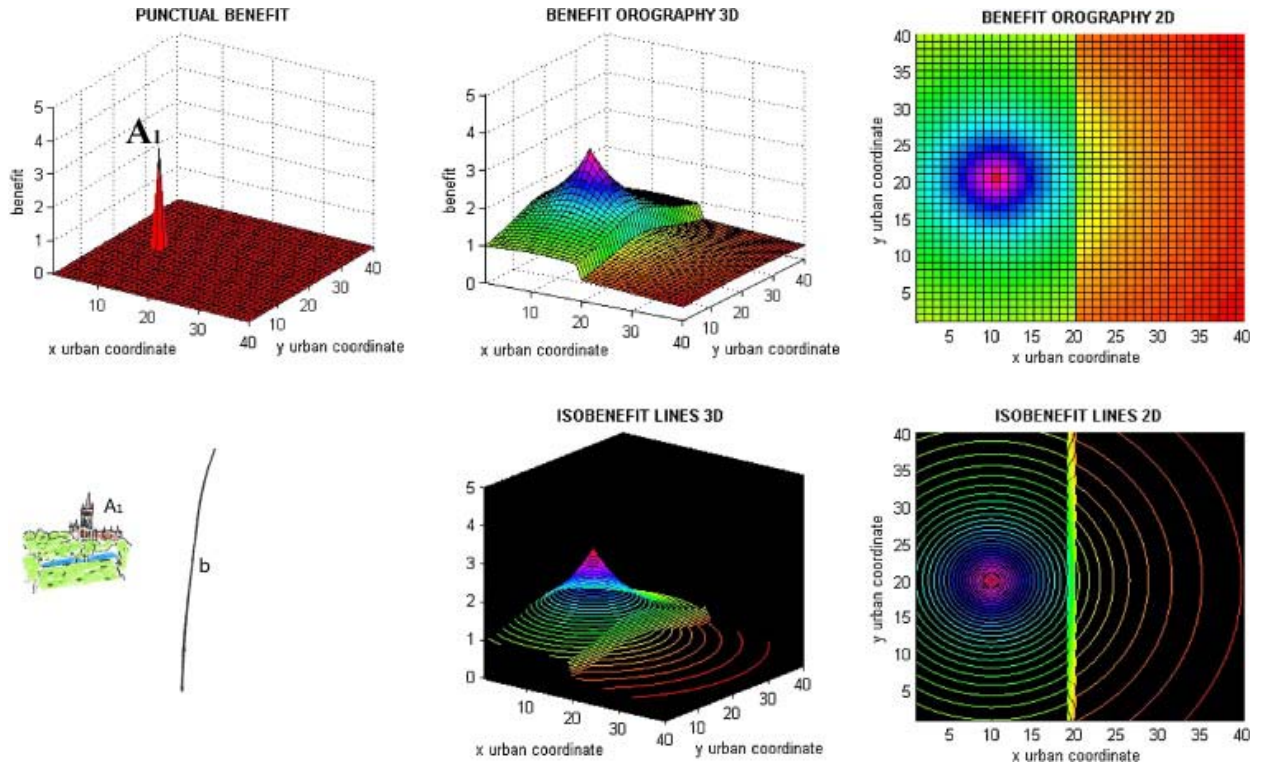 PUNCTUAL BENEFIT
5
4
3
2
1
0
benefit
A1
10
20
30
40
10
20
30
40
x urban coordinate
y urban coordinate
BENEFIT OROGRAPHY 3D
5
4
3
2
1
0
benefit
10
20
30
40
10
20
30
40
x urban coordinate
y urban coordinate
BENEFIT OROGRAPHY 2D
40
35
30
25
20
15
10
5
y urban coordinate
5 10 15 20 25 30 35 40
x urban coordinate
A1
b
ISOBENEFIT LINES 3D
5
4
3
2
1
0
10
20
30
40
10
20
30
40
x urban coordinate
y urban coordinate
ISOBENEFIT LINES 2D
40
35
30
25
20
15
10
5
y urban coordinate
5 10 15 20 25 30 35 40
x urban coordinate